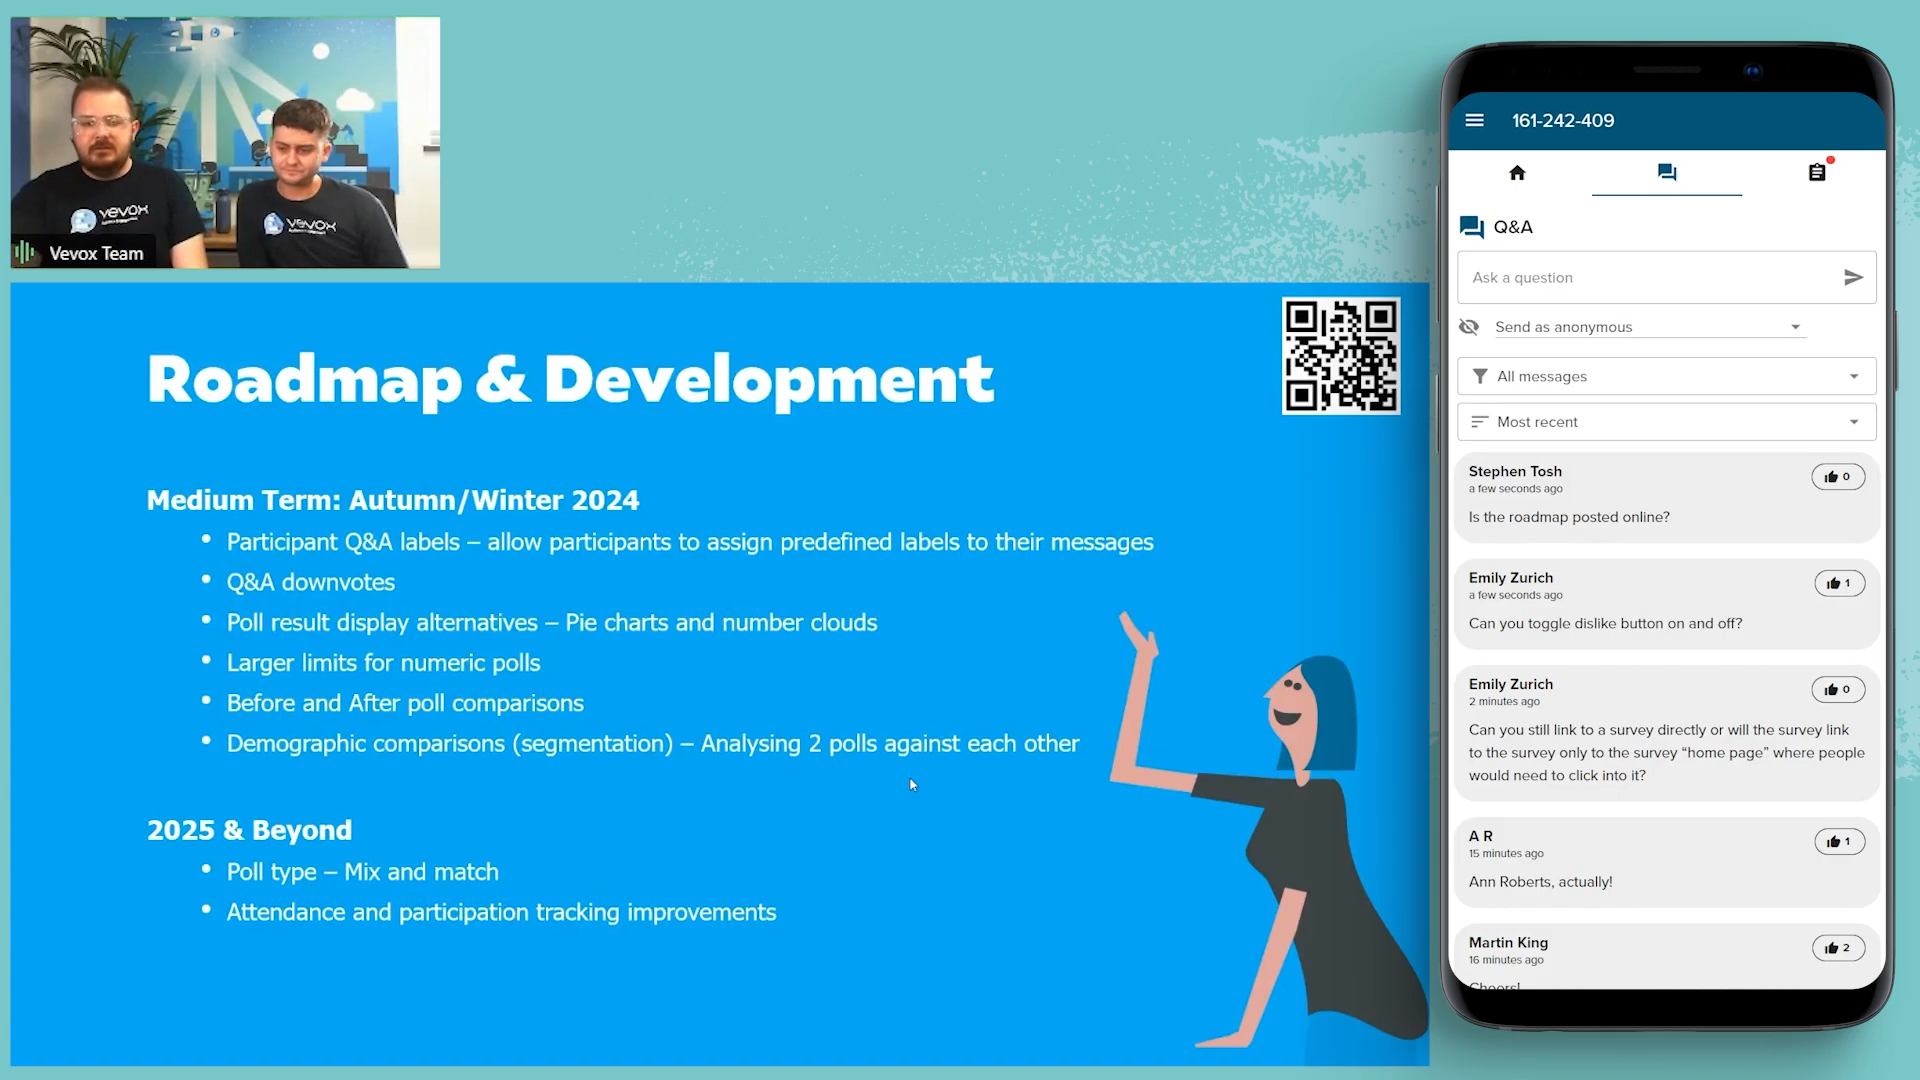 vevox
vevox
Vevox Team
Roadmap & Development
Medium Term: Autumn/Winter 2024
• Participant Q&A labels – allow participants to assign predefined labels to their messages
• Q&A downvotes
• Poll result display alternatives – Pie charts and number clouds
• Larger limits for numeric polls
• Before and After poll comparisons
• Demographic comparisons (segmentation) – Analysing 2 polls against each other
2025 & Beyond
• Poll type – Mix and match
• Attendance and participation tracking improvements
161-242-409
Q&A
Ask a question
Send as anonymous
All messages
Most recent
Stephen Tosh
0
a few seconds ago
Is the roadmap posted online?
Emily Zurich
1
a few seconds ago
Can you toggle dislike button on and off?
Emily Zurich
0
2 minutes ago
Can you still link to a survey directly or will the survey link
to the survey only to the survey “home page” where people
would need to click into it?
A R
1
15 minutes ago
Ann Roberts, actually!
Martin King
2
16 minutes ago
Cheers!